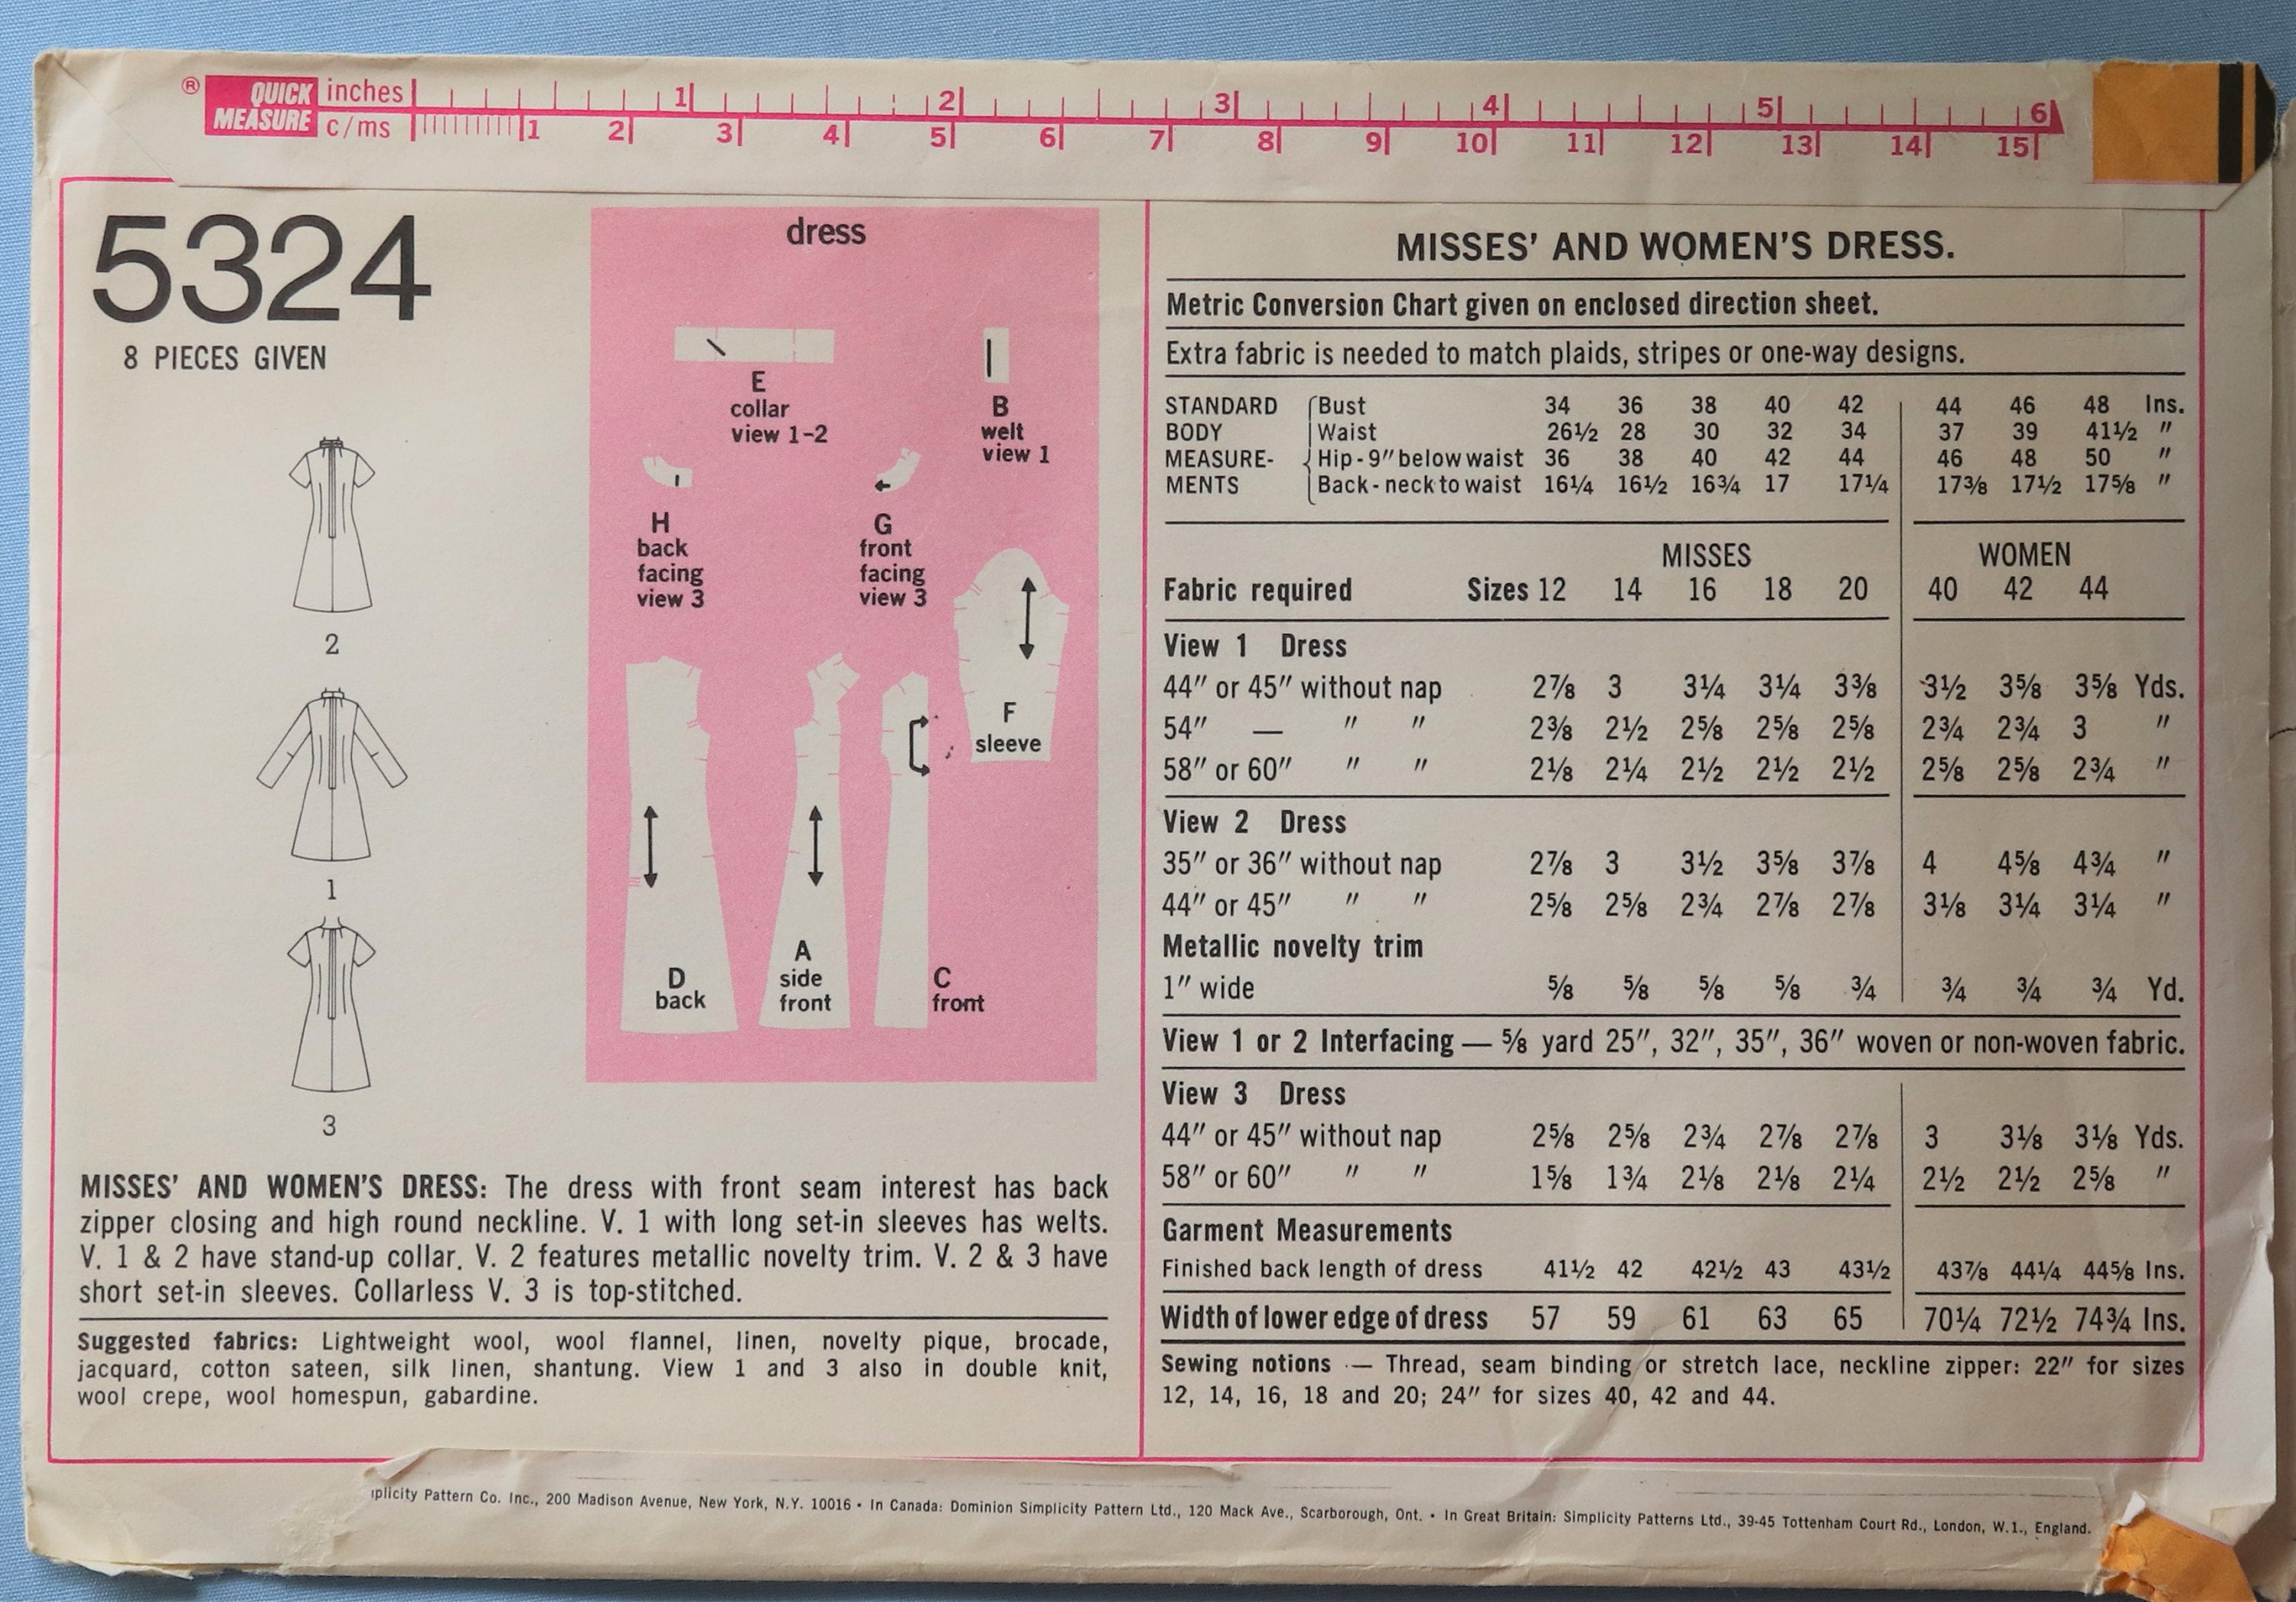 ® QUICK MEASURE inches 1 2 3 4 5 6
c/ms 1 2 3 4 5 6 7 8 9 10 11 12 13 14 15
5324
8 PIECES GIVEN
2
1
3
dress
E
collar
view 1-2
B
welt
view 1
H
back
facing
view 3
G
front
facing
view 3
F
sleeve
D
back
A
side
front
C
front
MISSES' AND WOMEN'S DRESS: The dress with front seam interest has back
zipper closing and high round neckline. V. 1 with long set-in sleeves has welts.
V. 1 & 2 have stand-up collar. V. 2 features metallic novelty trim. V. 2 & 3 have
short set-in sleeves. Collarless V. 3 is top-stitched.
Suggested fabrics: Lightweight wool, wool flannel, linen, novelty pique, brocade,
jacquard, cotton sateen, silk linen, shantung. View 1 and 3 also in double knit,
wool crepe, wool homespun, gabardine.
MISSES' AND WOMEN'S DRESS.
Metric Conversion Chart given on enclosed direction sheet.
Extra fabric is needed to match plaids, stripes or one-way designs.
STANDARD Bust 34 36 38 40 42 44 46 48 Ins.
BODY Waist 26½ 28 30 32 34 37 39 41½ "
MEASURE- Hip-9" below waist 36 38 40 42 44 46 48 50 "
MENTS Back-neck to waist 16¼ 16½ 16¾ 17 17¼ 17⅜ 17½ 17⅝ "
MISSES WOMEN
Fabric required Sizes 12 14 16 18 20 40 42 44
View 1 Dress
44" or 45" without nap 2⅞ 3 3¼ 3¼ 3⅜ 3½ 3⅝ 3⅝ Yds.
54" — " " 2⅜ 2½ 2⅝ 2⅝ 2⅝ 2¾ 2¾ 3 "
58" or 60" " " 2⅛ 2¼ 2½ 2½ 2½ 2⅝ 2⅝ 2¾ "
View 2 Dress
35" or 36" without nap 2⅞ 3 3½ 3⅝ 3⅞ 4 4⅝ 4¾ "
44" or 45" " " 2⅝ 2⅝ 2¾ 2⅞ 2⅞ 3⅛ 3¼ 3¼ "
Metallic novelty trim
1" wide ⅝ ⅝ ⅝ ⅝ ¾ ¾ ¾ ¾ Yd.
View 1 or 2 Interfacing — ⅝ yard 25", 32", 35", 36" woven or non-woven fabric.
View 3 Dress
44" or 45" without nap 2⅝ 2⅝ 2¾ 2⅞ 2⅞ 3 3⅛ 3⅛ Yds.
58" or 60" " " 1⅝ 1¾ 2⅛ 2⅛ 2¼ 2½ 2½ 2⅝ "
Garment Measurements
Finished back length of dress 41½ 42 42½ 43 43½ 43⅞ 44¼ 44⅝ Ins.
Width of lower edge of dress 57 59 61 63 65 70¼ 72½ 74¾ Ins.
Sewing notions — Thread, seam binding or stretch lace, neckline zipper: 22" for sizes
12, 14, 16, 18 and 20; 24" for sizes 40, 42 and 44.
plicity Pattern Co. Inc., 200 Madison Avenue, New York, N.Y. 10016 • In Canada: Dominion Simplicity Pattern Ltd., 120 Mack Ave., Scarborough, Ont. • In Great Britain: Simplicity Patterns Ltd., 39-45 Tottenham Court Rd., London, W.1., England.